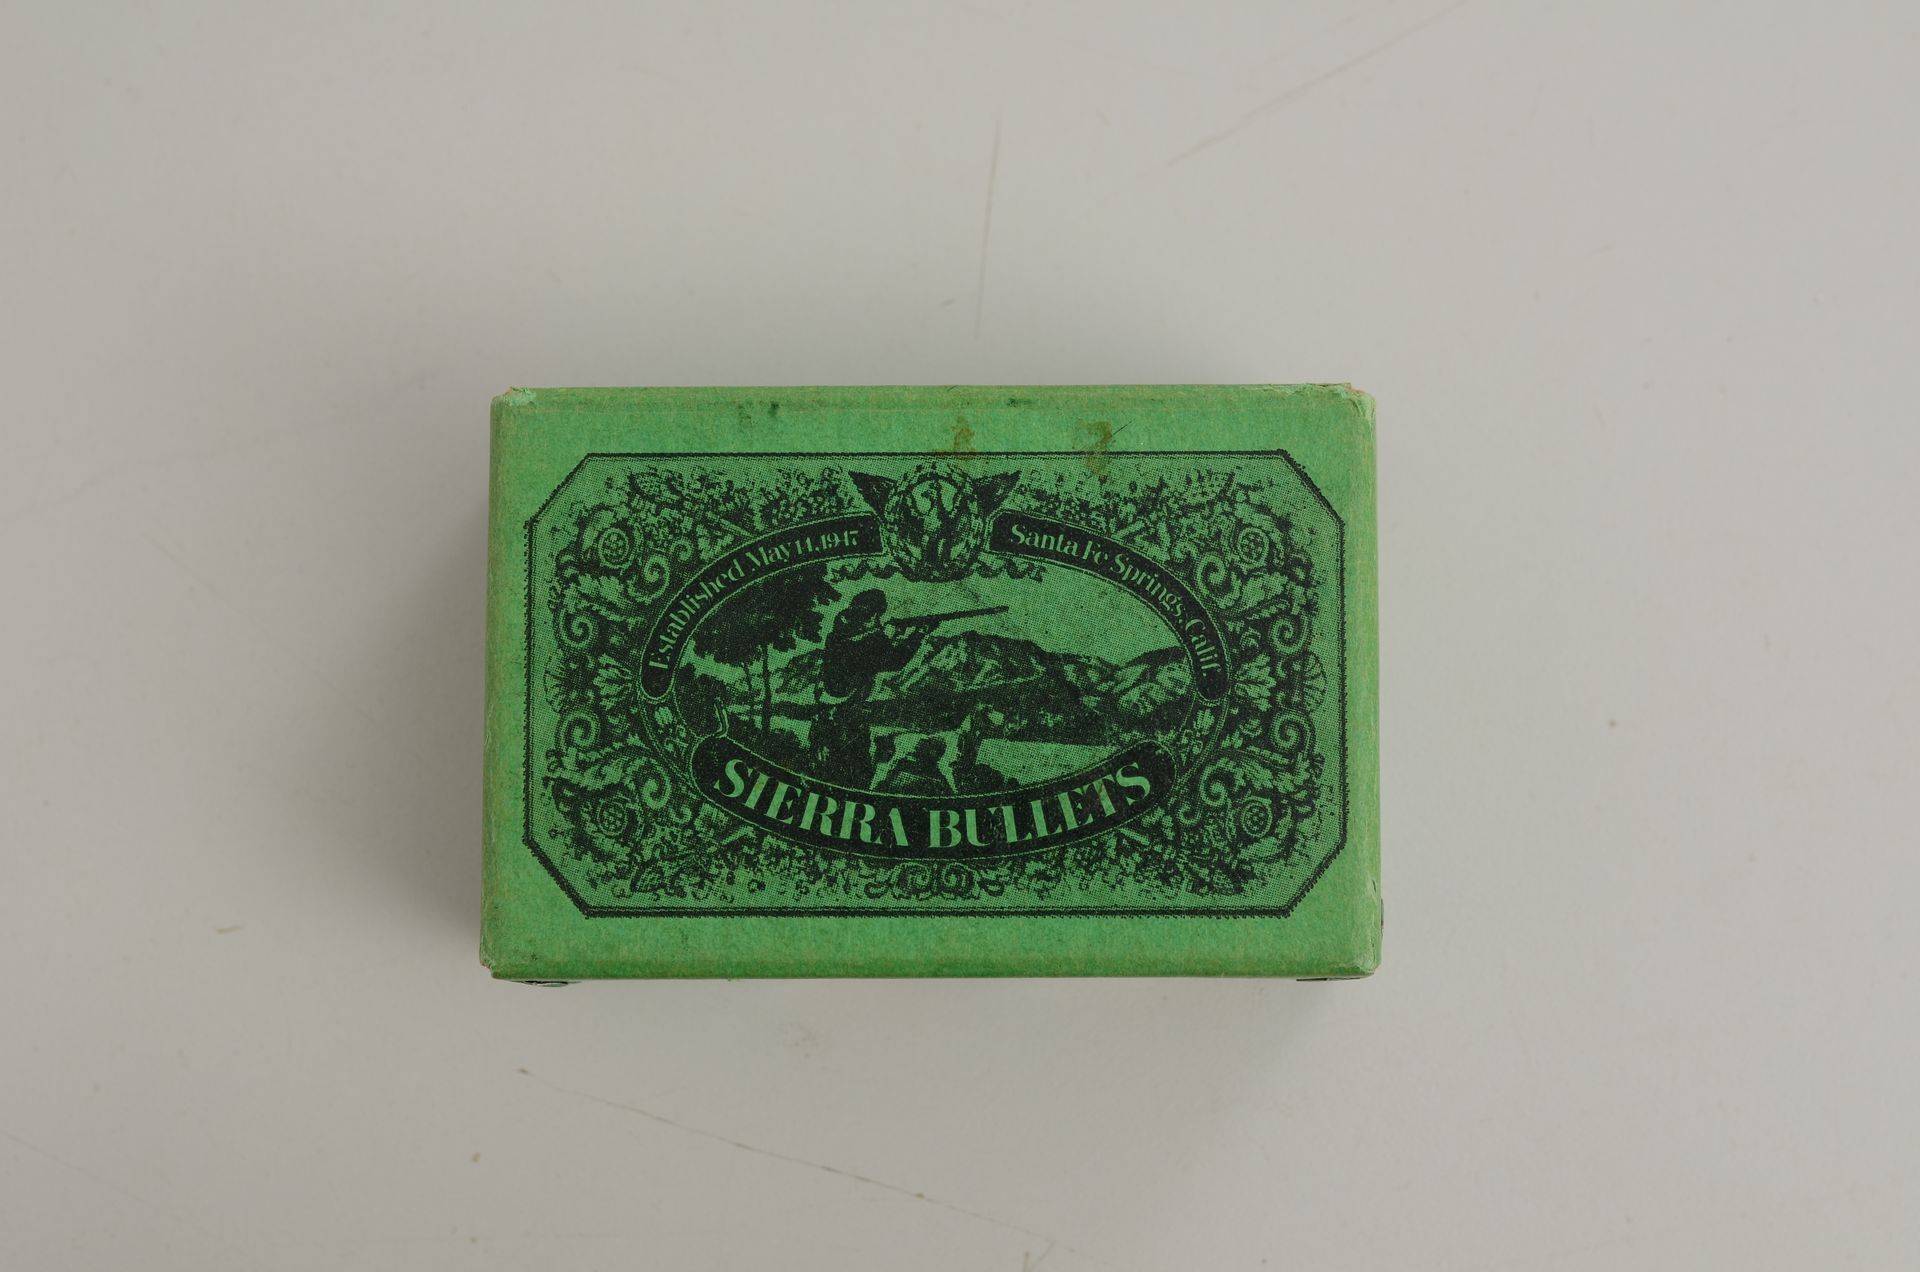 Established May 14, 1947
Santa Fe Springs, Calif.
SIERRA BULLETS